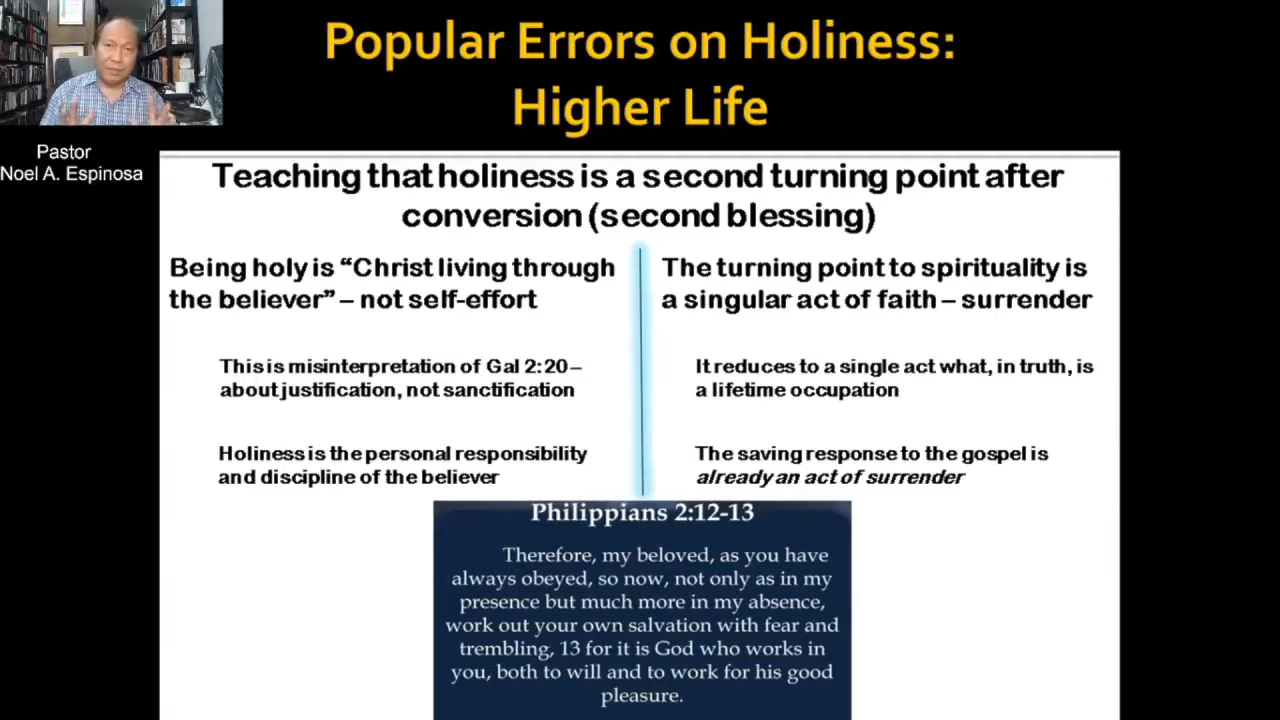 Popular Errors on Holiness:
Higher Life
Pastor
Noel A. Espinosa
Teaching that holiness is a second turning point after
conversion (second blessing)
Being holy is “Christ living through
the believer” – not self-effort
This is misinterpretation of Gal 2:20 –
about justification, not sanctification
Holiness is the personal responsibility
and discipline of the believer
The turning point to spirituality is
a singular act of faith – surrender
It reduces to a single act what, in truth, is
a lifetime occupation
The saving response to the gospel is
already an act of surrender
Philippians 2:12-13
Therefore, my beloved, as you have
always obeyed, so now, not only as in my
presence but much more in my absence,
work out your own salvation with fear and
trembling, 13 for it is God who works in
you, both to will and to work for his good
pleasure.